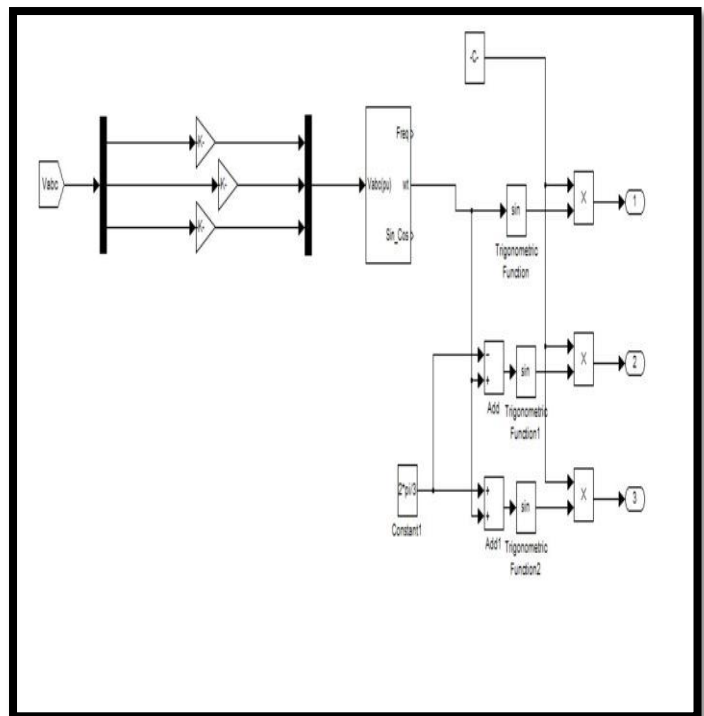 -C-
Vabc
-K-
-K-
-K-
Freq
Vabc(pu)
wt
Sin_Cos
sin
Trigonometric
Function
X
1
-
+
Add
sin
Trigonometric
Function1
X
2
2*pi/3
Constant1
+
+
Add1
sin
Trigonometric
Function2
X
3